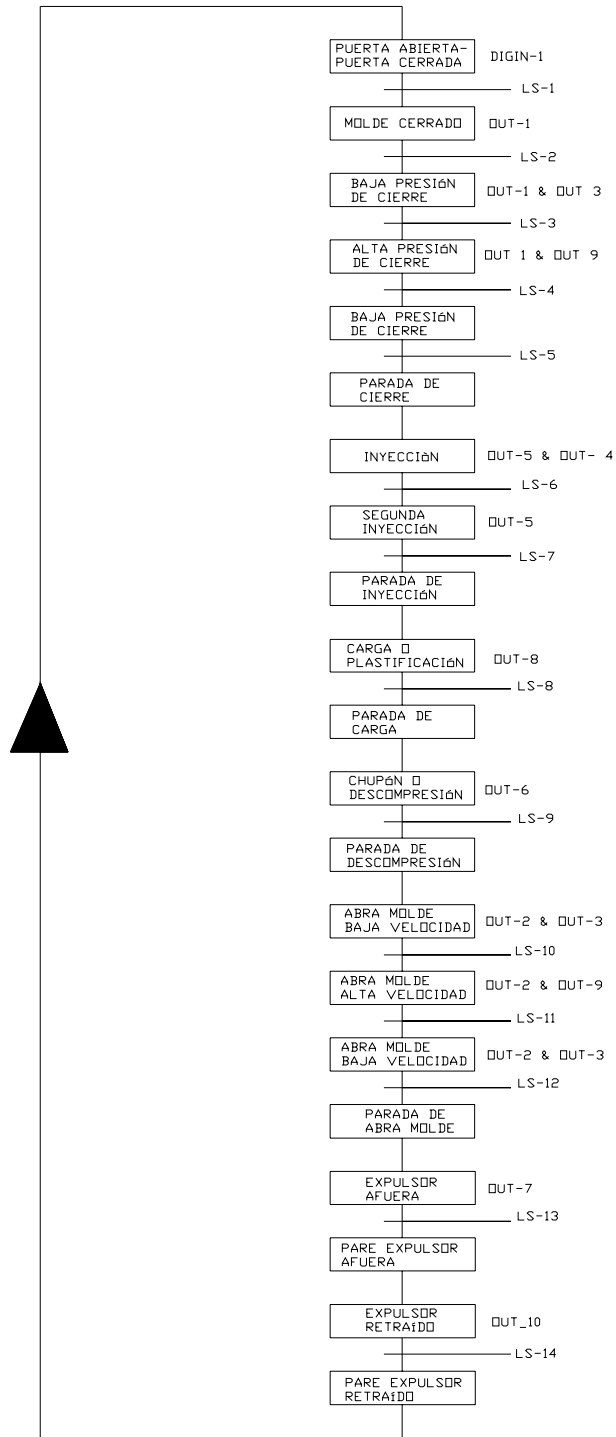 PUERTA ABIERTA-
PUERTA CERRADA
DIGIN-1
LS-1
MOLDE CERRADO
OUT-1
LS-2
BAJA PRESIóN
DE CIERRE
OUT-1 & OUT 3
LS-3
ALTA PRESIóN
DE CIERRE
OUT 1 & OUT 9
LS-4
BAJA PRESIóN
DE CIERRE
LS-5
PARADA DE
CIERRE
INYECCIóN
OUT-5 & OUT- 4
LS-6
SEGUNDA
INYECCIóN
OUT-5
LS-7
PARADA DE
INYECCIóN
CARGA O
PLASTIFICACIóN
OUT-8
LS-8
PARADA DE
CARGA
CHUPóN O
DESCOMPRESIóN
OUT-6
LS-9
PARADA DE
DESCOMPRESIóN
ABRA MOLDE
BAJA VELOCIDAD
OUT-2 & OUT-3
LS-10
ABRA MOLDE
ALTA VELOCIDAD
OUT-2 & OUT-9
LS-11
ABRA MOLDE
BAJA VELOCIDAD
OUT-2 & OUT-3
LS-12
PARADA DE
ABRA MOLDE
EXPULSOR
AFUERA
OUT-7
LS-13
PARE EXPULSOR
AFUERA
EXPULSOR
RETRAíDO
OUT_10
LS-14
PARE EXPULSOR
RETRAíDO